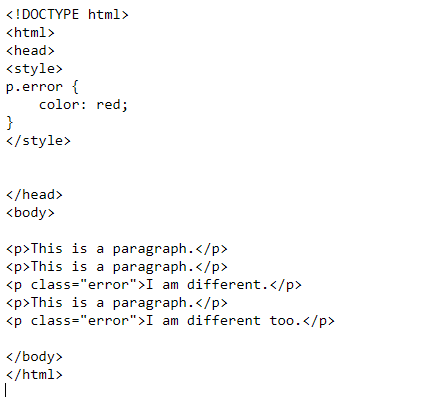 <!DOCTYPE html>
<html>
<head>
<style>
p.error {
    color: red;
}
</style>
</head>
<body>
<p>This is a paragraph.</p>
<p>This is a paragraph.</p>
<p class="error">I am different.</p>
<p>This is a paragraph.</p>
<p class="error">I am different too.</p>
</body>
</html>